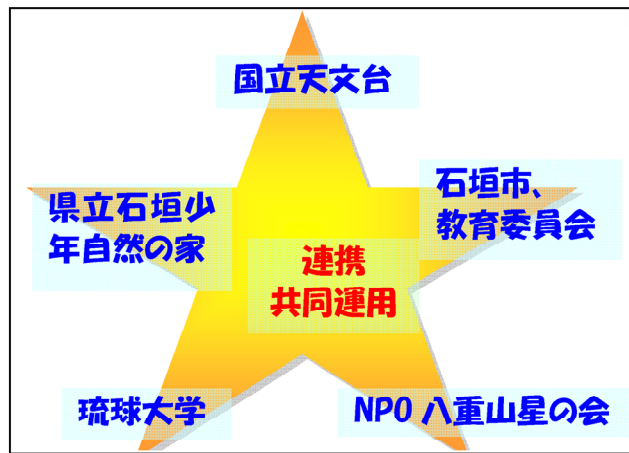 国立天文台
県立石垣少
年自然の家
石垣市、
教育委員会
連携
共同運用
琉球大学
NPO 八重山星の会